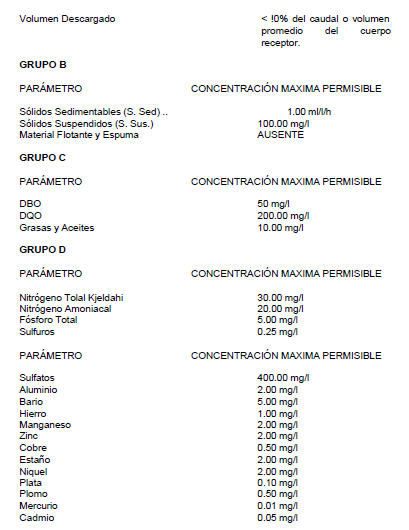 Volumen Descargado < !0% del caudal o volumen
promedio del cuerpo
receptor.
GRUPO B
PARÁMETRO CONCENTRACIÓN MAXIMA PERMISIBLE
Sólidos Sedimentables (S. Sed) .. 1.00 ml/l/h
Sólidos Suspendidos (S. Sus.) 100.00 mg/l
Material Flotante y Espuma AUSENTE
GRUPO C
PARÁMETRO CONCENTRACIÓN MAXIMA PERMISIBLE
DBO 50 mg/l
DQO 200.00 mg/l
Grasas y Aceites 10.00 mg/l
GRUPO D
PARÁMETRO CONCENTRACIÓN MAXIMA PERMISIBLE
Nitrógeno Tolal Kjeldahi 30.00 mg/l
Nitrógeno Amoniacal 20.00 mg/l
Fósforo Total 5.00 mg/l
Sulfuros 0.25 mg/l
PARÁMETRO CONCENTRACIÓN MAXIMA PERMISIBLE
Sulfatos 400.00 mg/l
Aluminio 2.00 mg/l
Bario 5.00 mg/l
Hierro 1.00 mg/l
Manganeso 2.00 mg/l
Zinc 2.00 mg/l
Cobre 0.50 mg/l
Estaño 2.00 mg/l
Niquel 2.00 mg/l
Plata 0.10 mg/l
Plomo 0.50 mg/l
Mercurio 0.01 mg/l
Cadmio 0.05 mg/l